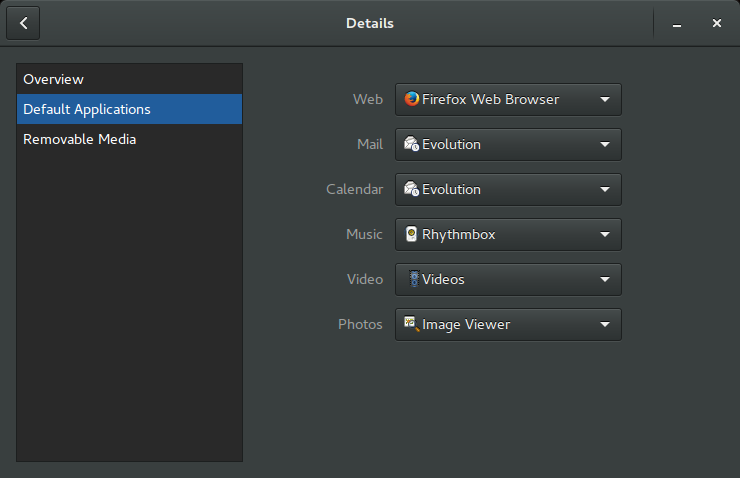 Details
Overview
Default Applications
Removable Media
Web Firefox Web Browser
Mail Evolution
Calendar Evolution
Music Rhythmbox
Video Videos
Photos Image Viewer